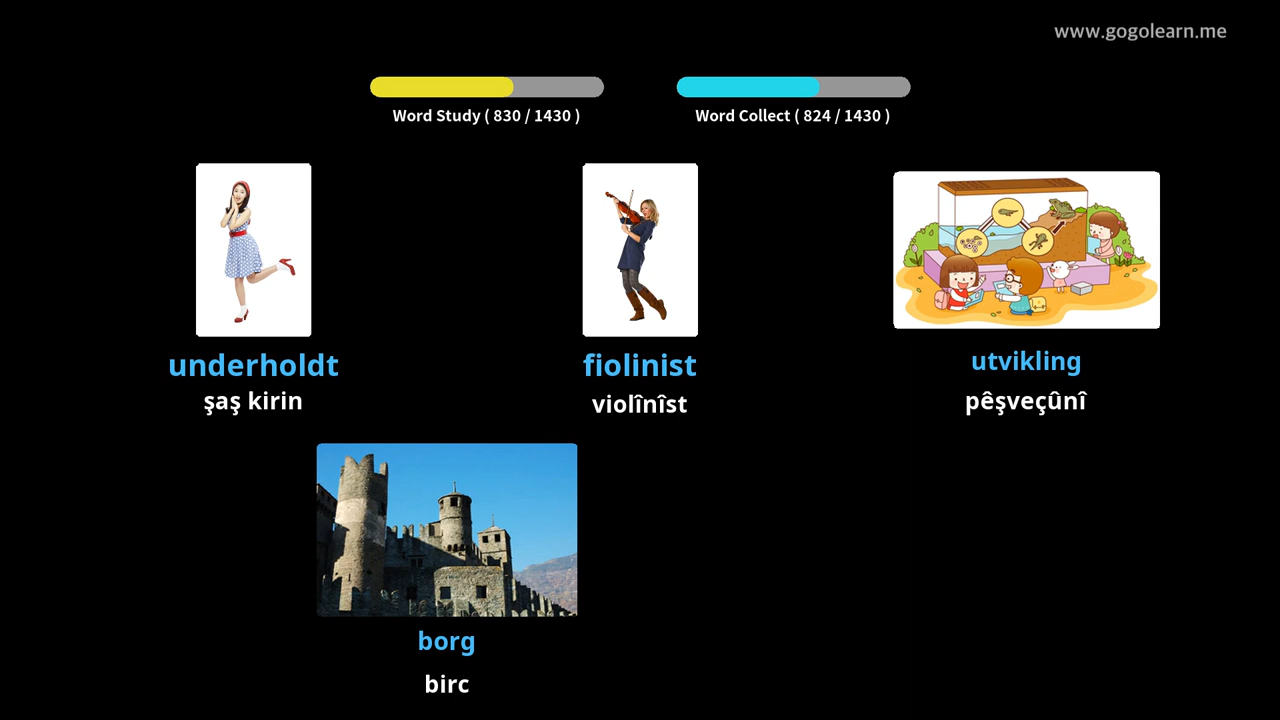 www.gogolearn.me
Word Study ( 830 / 1430 )
Word Collect ( 824 / 1430 )
underholdt
şaş kirin
fiolinist
violînîst
utvikling
pêşveçûnî
borg
birc